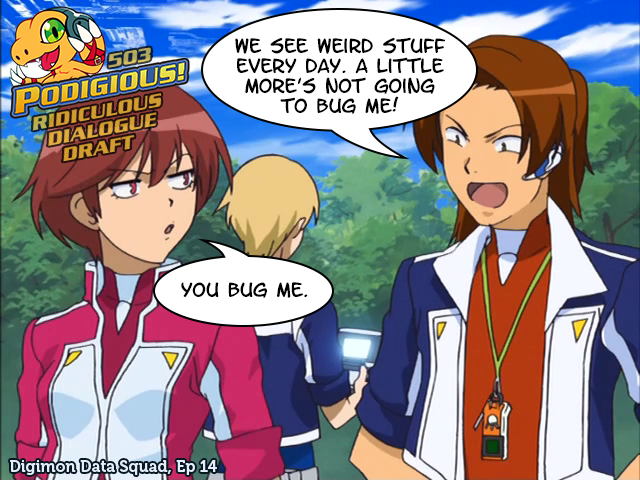 503
PODIGIOUS!
RIDICULOUS
DIALOGUE
DRAFT
WE SEE WEIRD STUFF
EVERY DAY. A LITTLE
MORE'S NOT GOING
TO BUG ME!
YOU BUG ME.
Digimon Data Squad, Ep 14